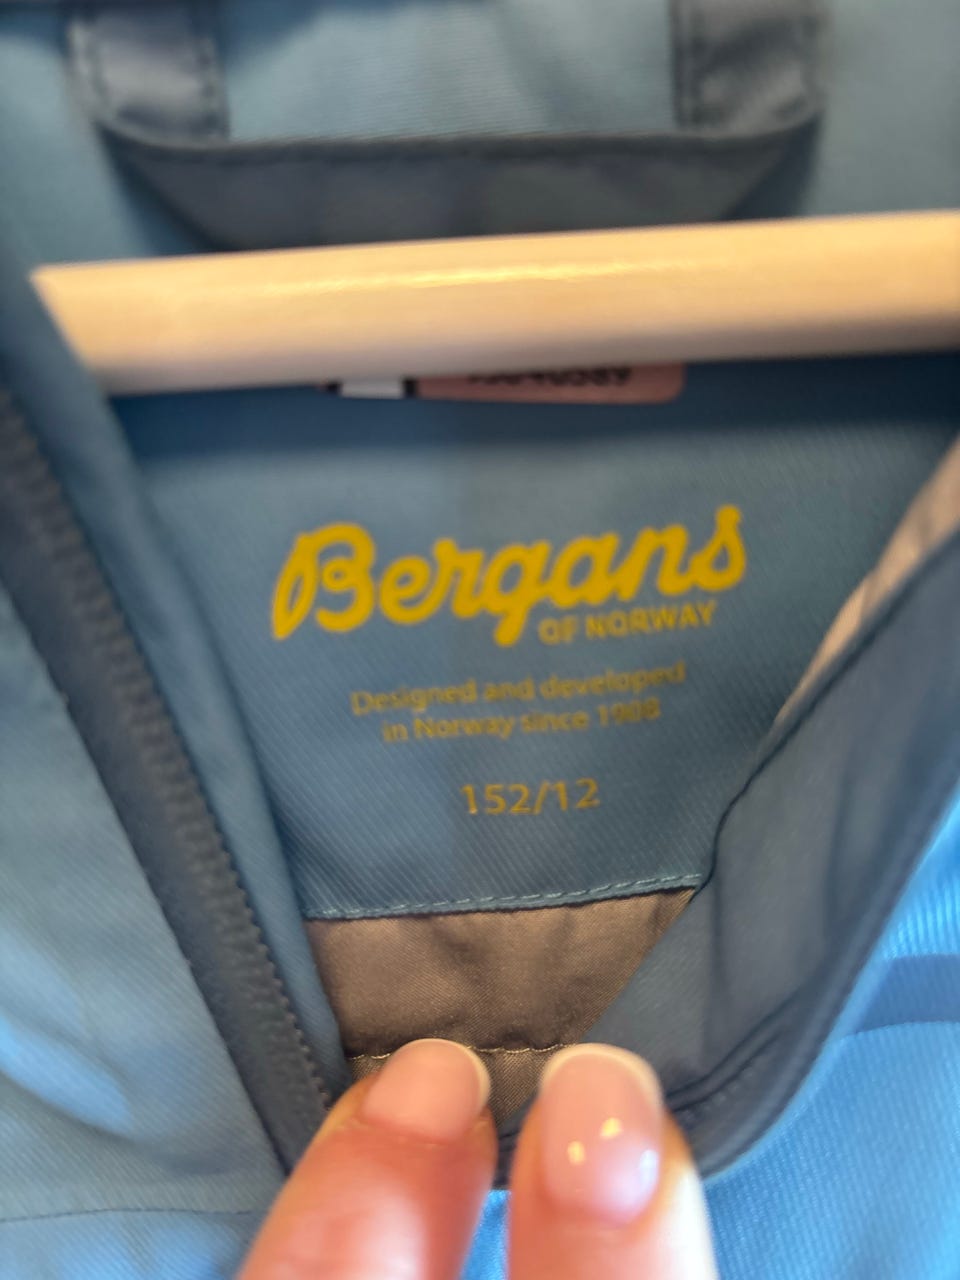 Bergans
OF NORWAY
Designed and developed
in Norway since 1908
152/12